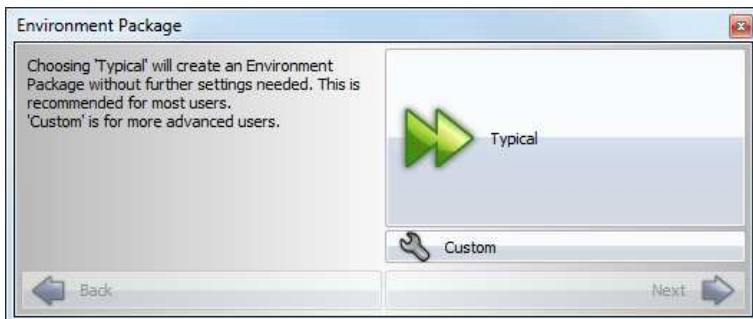 Environment Package
Choosing 'Typical' will create an Environment
Package without further settings needed. This is
recommended for most users.
'Custom' is for more advanced users.
Typical
Custom
Back
Next